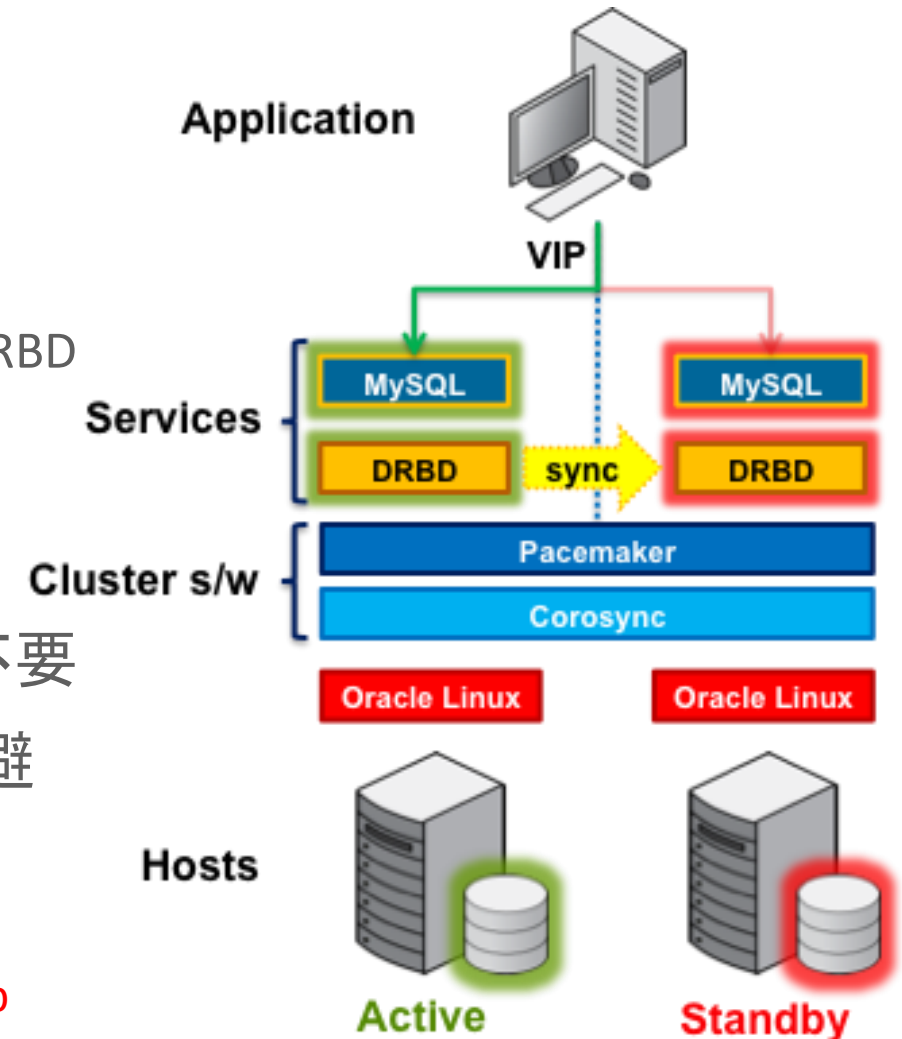 Application
VIP
RBD
MySQL
MySQL
Services
DRBD
sync
DRBD
Pacemaker
Cluster s/w
Corosync
不要
Oracle Linux
Oracle Linux
避
Hosts
Active
Standby